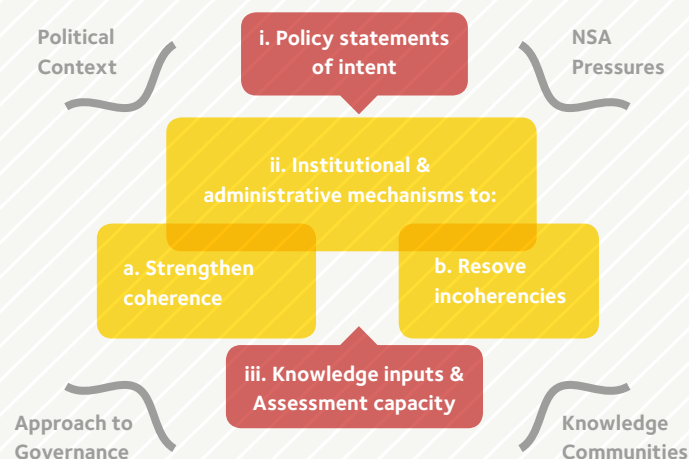 Political
Context
i. Policy statements
of intent
NSA
Pressures
ii. Institutional &
administrative mechanisms to:
a. Strengthen
coherence
b. Resove
incoherencies
iii. Knowledge inputs &
Assessment capacity
Approach to
Governance
Knowledge
Communities